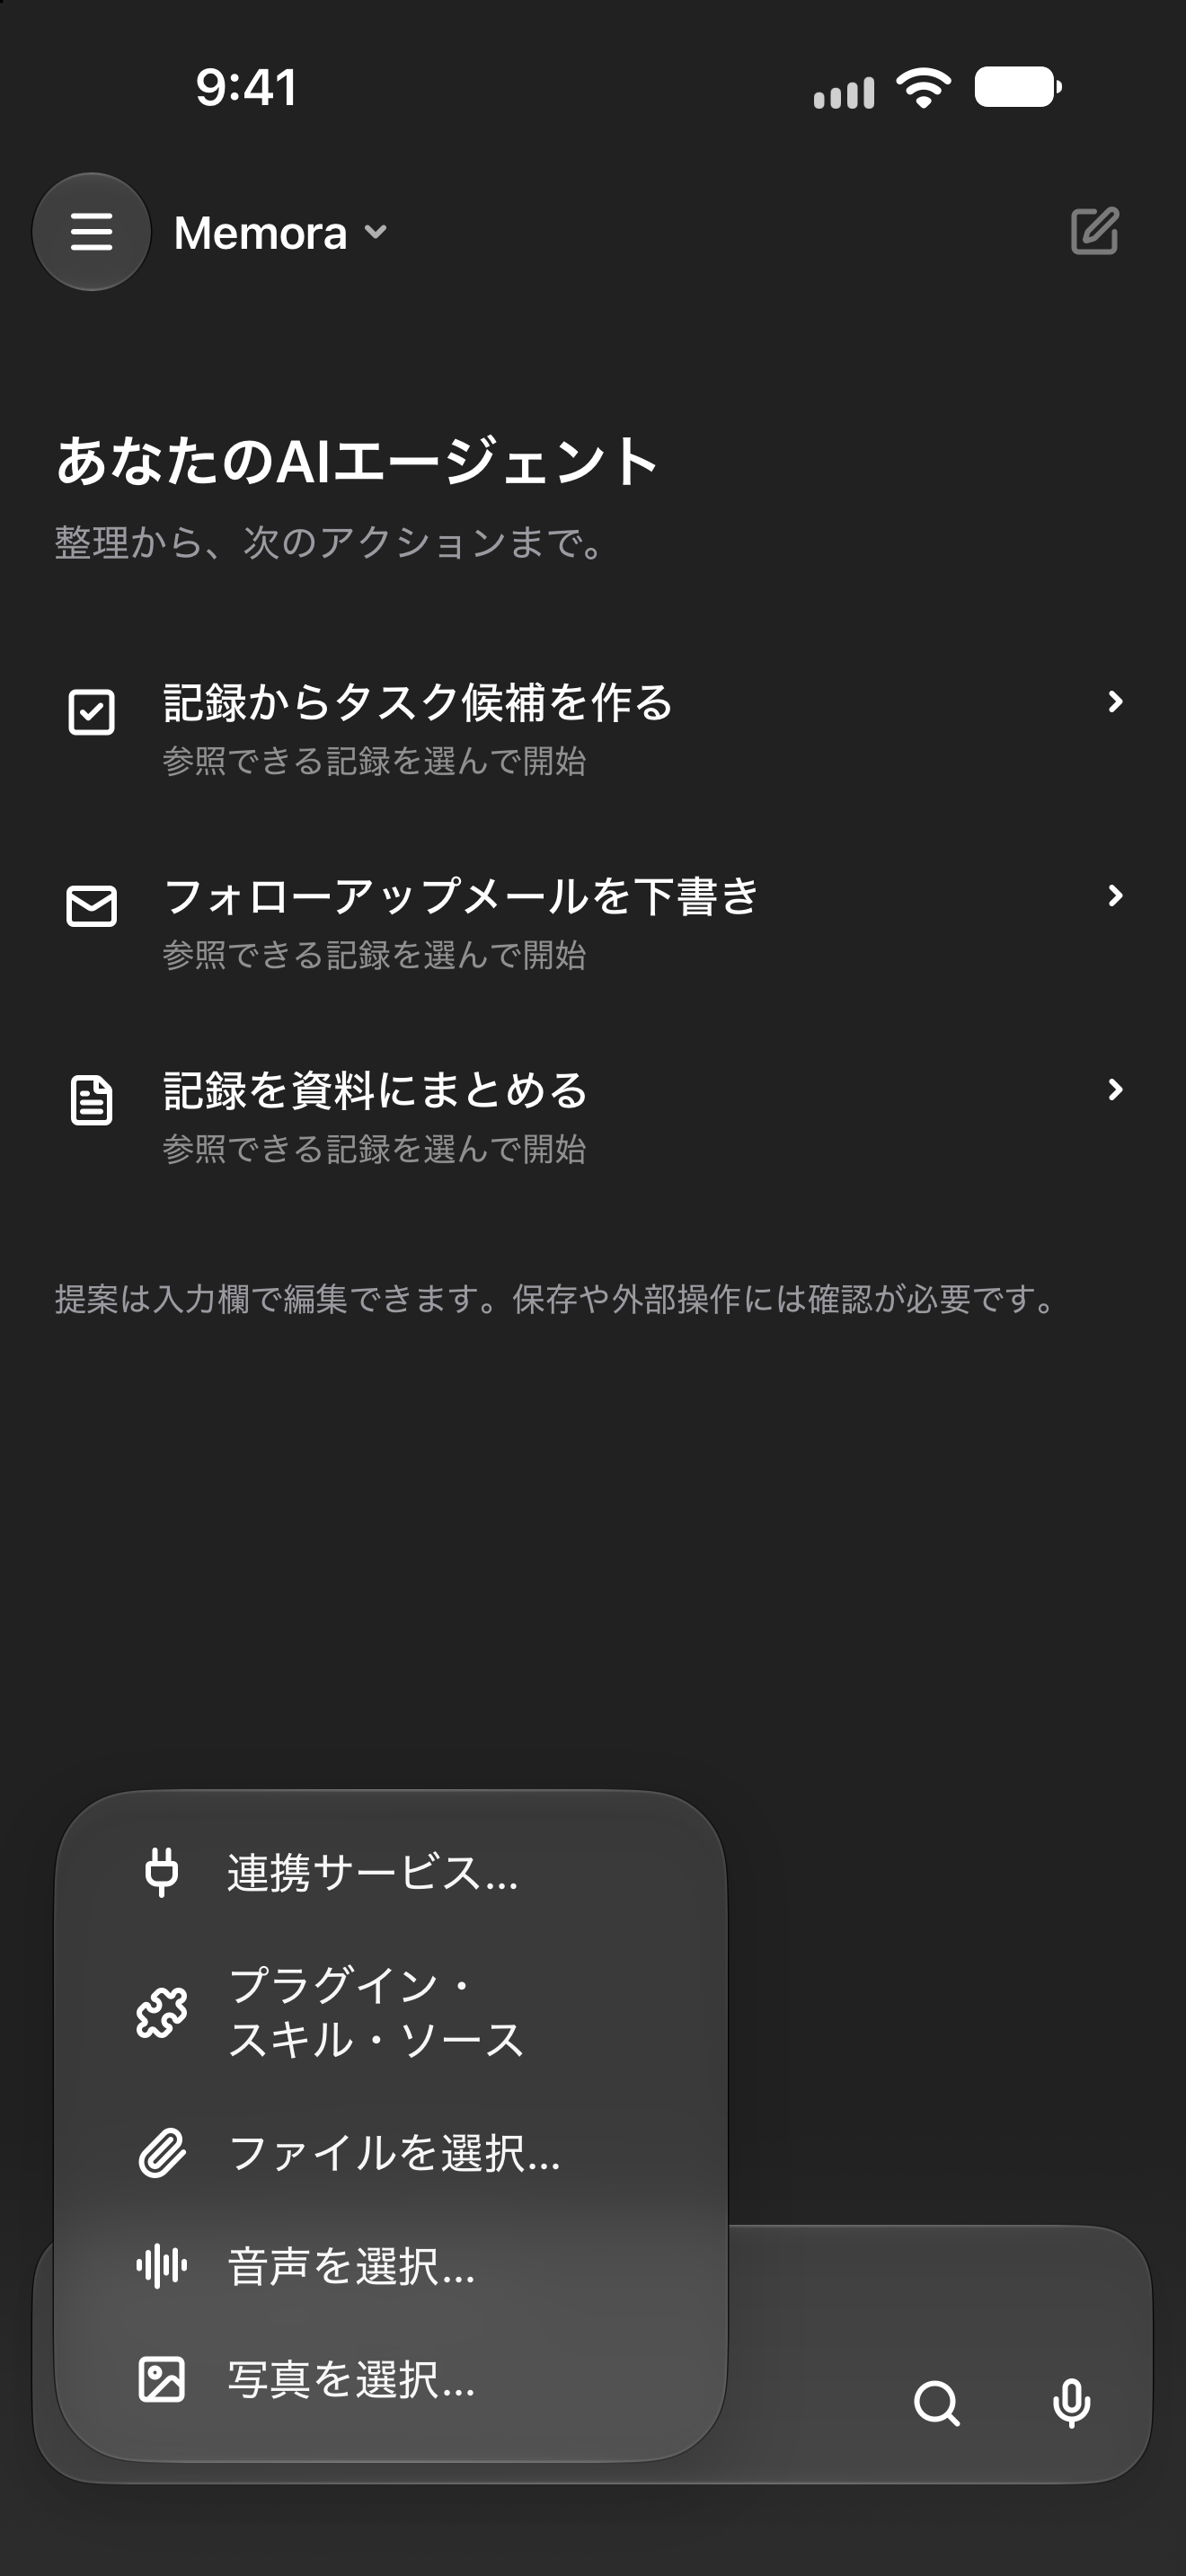 9:41
Memora
あなたのAIエージェント
整理から、次のアクションまで。
記録からタスク候補を作る
参照できる記録を選んで開始
フォローアップメールを下書き
参照できる記録を選んで開始
記録を資料にまとめる
参照できる記録を選んで開始
提案は入力欄で編集できます。保存や外部操作には確認が必要です。
連携サービス...
プラグイン・
スキル・ソース
ファイルを選択...
音声を選択...
写真を選択...